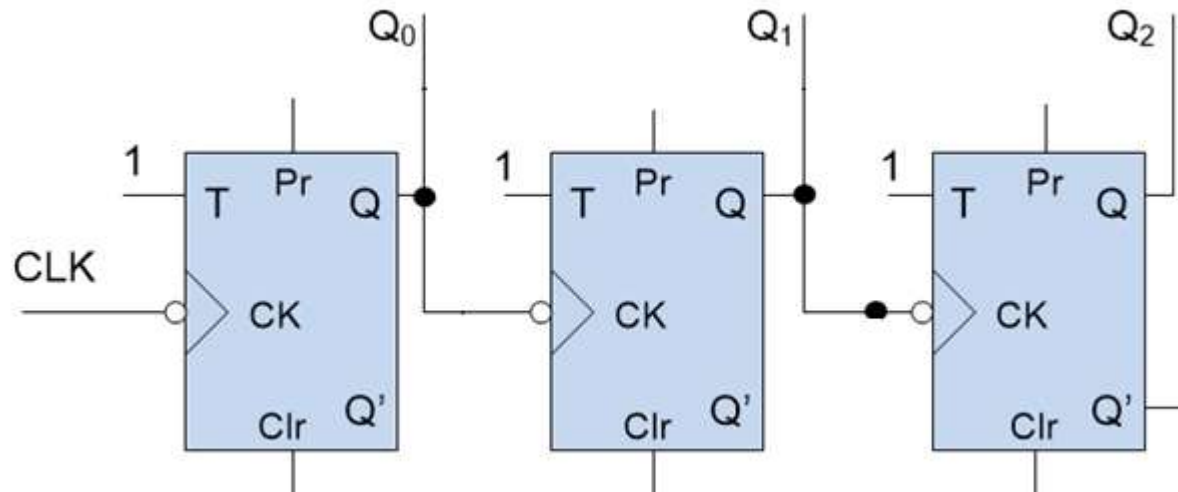 Q₀ Q₁ Q₂
1 1 1
Pr Pr Pr
T Q T Q T Q
CLK
CK CK CK
Q’ Q’ Q’
Clr Clr Clr